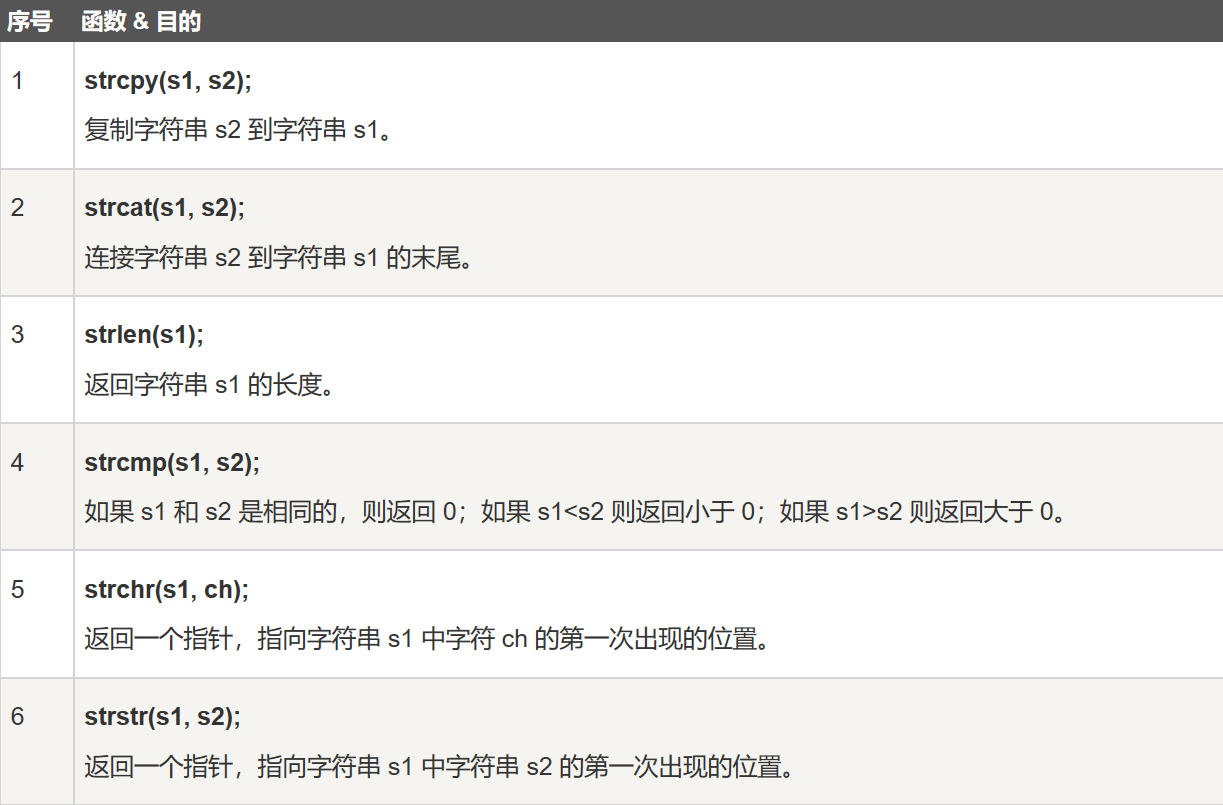 序号 函数 & 目的
1 strcpy(s1, s2);
复制字符串 s2 到字符串 s1。
2 strcat(s1, s2);
连接字符串 s2 到字符串 s1 的末尾。
3 strlen(s1);
返回字符串 s1 的长度。
4 strcmp(s1, s2);
如果 s1 和 s2 是相同的，则返回 0；如果 s1<s2 则返回小于 0；如果 s1>s2 则返回大于 0。
5 strchr(s1, ch);
返回一个指针，指向字符串 s1 中字符 ch 的第一次出现的位置。
6 strstr(s1, s2);
返回一个指针，指向字符串 s1 中字符串 s2 的第一次出现的位置。